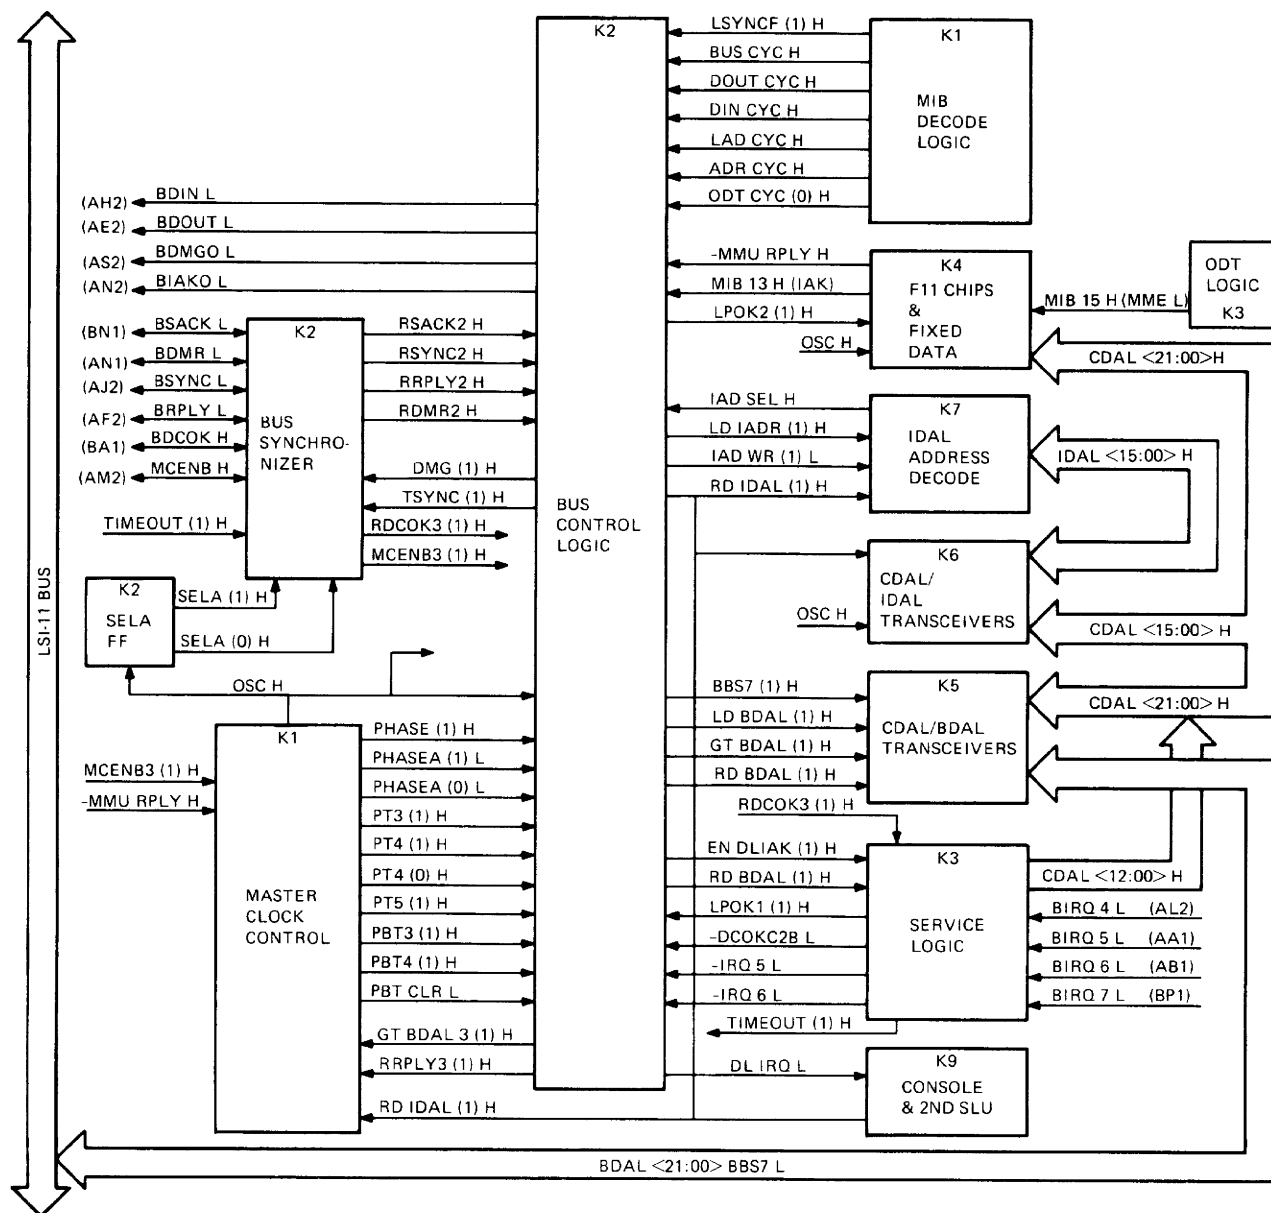 LSI-11 BUS
(AH2) BDIN L
(AE2) BDOUT L
(AS2) BDMGO L
(AN2) BIAKO L
(BN1) BSACK L
(AN1) BDMR L
(AJ2) BSYNC L
(AF2) BRPLY L
(BA1) BDCOK H
(AM2) MCENB H
TIMEOUT (1) H
K2
BUS
SYNCHRO-
NIZER
RSACK2 H
RSYNC2 H
RRPLY2 H
RDMR2 H
DMG (1) H
TSYNC (1) H
RDCOK3 (1) H
MCENB3 (1) H
K2
SELA
FF
SELA (1) H
SELA (0) H
OSC H
K1
MASTER
CLOCK
CONTROL
MCENB3 (1) H
-MMU RPLY H
PHASE (1) H
PHASEA (1) L
PHASEA (0) L
PT3 (1) H
PT4 (1) H
PT4 (0) H
PT5 (1) H
PBT3 (1) H
PBT4 (1) H
PBT CLR L
GT BDAL 3 (1) H
RRPLY3 (1) H
RD IDAL (1) H
K2
BUS
CONTROL
LOGIC
LSYNCF (1) H
BUS CYC H
DOUT CYC H
DIN CYC H
LAD CYC H
ADR CYC H
ODT CYC (0) H
K1
MIB
DECODE
LOGIC
-MMU RPLY H
MIB 13 H (IAK)
LPOK2 (1) H
OSC H
K4
F11 CHIPS
&
FIXED
DATA
ODT
LOGIC
K3
MIB 15 H (MME L)
CDAL <21:00>H
IAD SEL H
LD IADR (1) H
IAD WR (1) L
RD IDAL (1) H
K7
IDAL
ADDRESS
DECODE
IDAL <15:00> H
K6
CDAL/
IDAL
TRANSCEIVERS
OSC H
CDAL <15:00> H
BBS7 (1) H
LD BDAL (1) H
GT BDAL (1) H
RD BDAL (1) H
K5
CDAL/BDAL
TRANSCEIVERS
CDAL <21:00> H
RDCOK3 (1) H
EN DLIAK (1) H
RD BDAL (1) H
LPOK1 (1) H
-DCOKC2B L
-IRQ 5 L
-IRQ 6 L
TIMEOUT (1) H
K3
SERVICE
LOGIC
CDAL <12:00> H
BIRQ 4 L (AL2)
BIRQ 5 L (AA1)
BIRQ 6 L (AB1)
BIRQ 7 L (BP1)
DL IRQ L
K9
CONSOLE
& 2ND SLU
BDAL <21:00> BBS7 L